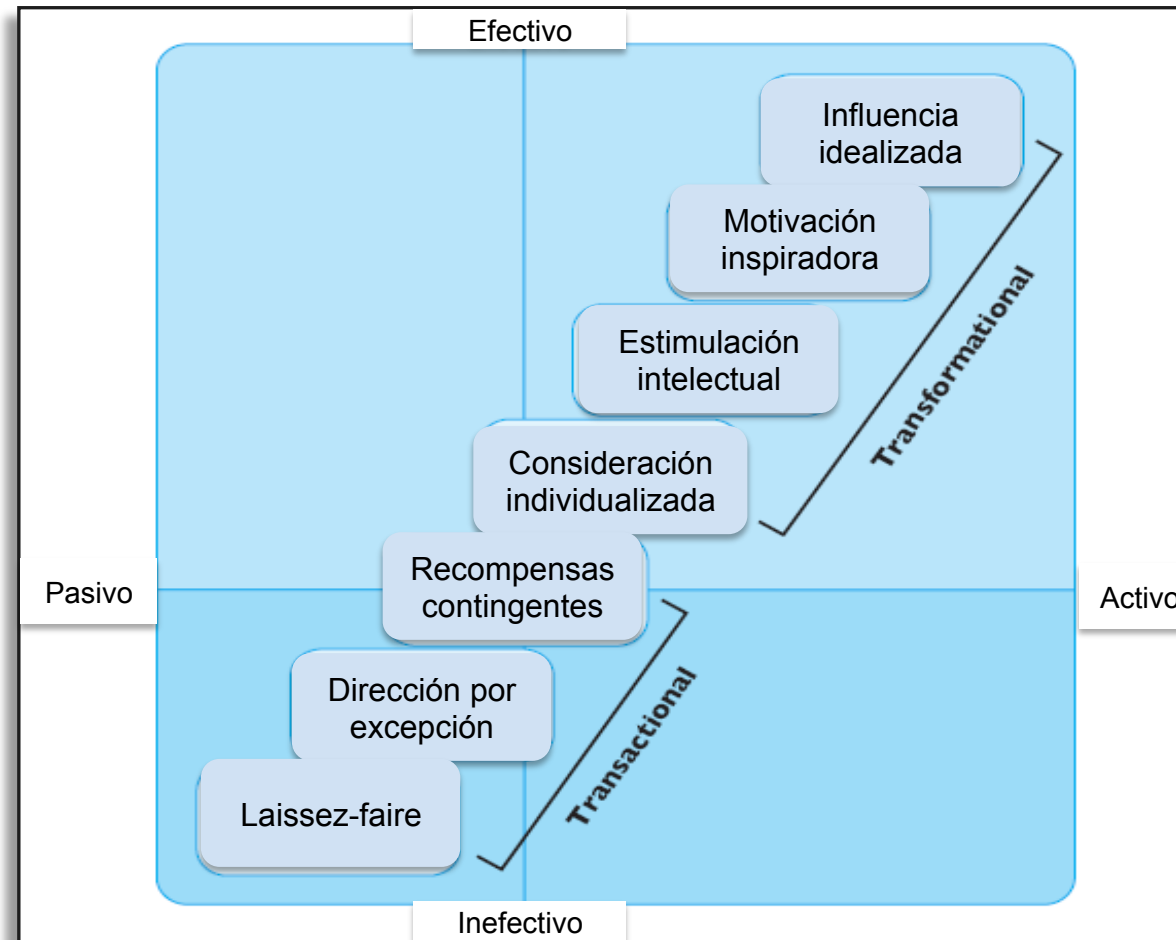 Efectivo
Influencia
idealizada
Motivación
inspiradora
Estimulación
intelectual
Transformational
Consideración
individualizada
Pasivo
Recompensas
contingentes
Activo
Dirección por
excepción
Transactional
Laissez-faire
Inefectivo